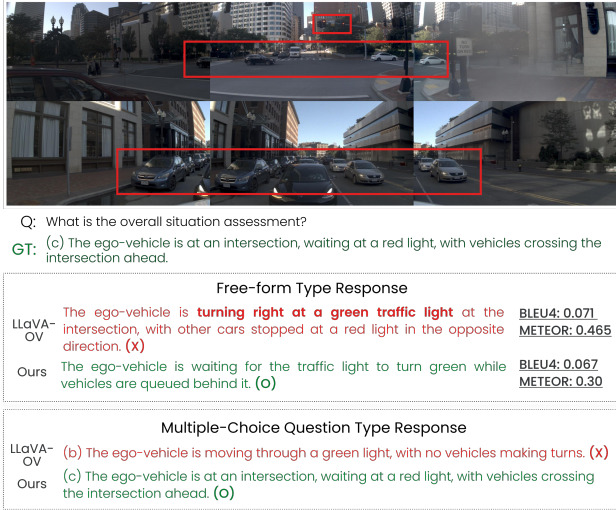 Q: What is the overall situation assessment?
GT: (c) The ego-vehicle is at an intersection, waiting at a red light, with vehicles crossing the
intersection ahead.
Free-form Type Response
LLaVA-OV
The ego-vehicle is turning right at a green traffic light at the
intersection, with other cars stopped at a red light in the opposite
direction. (X)
BLEU4: 0.071
METEOR: 0.465
Ours
The ego-vehicle is waiting for the traffic light to turn green while
vehicles are queued behind it. (O)
BLEU4: 0.067
METEOR: 0.30
Multiple-Choice Question Type Response
LLaVA-OV
(b) The ego-vehicle is moving through a green light, with no vehicles making turns. (X)
Ours
(c) The ego-vehicle is at an intersection, waiting at a red light, with vehicles crossing
the intersection ahead. (O)